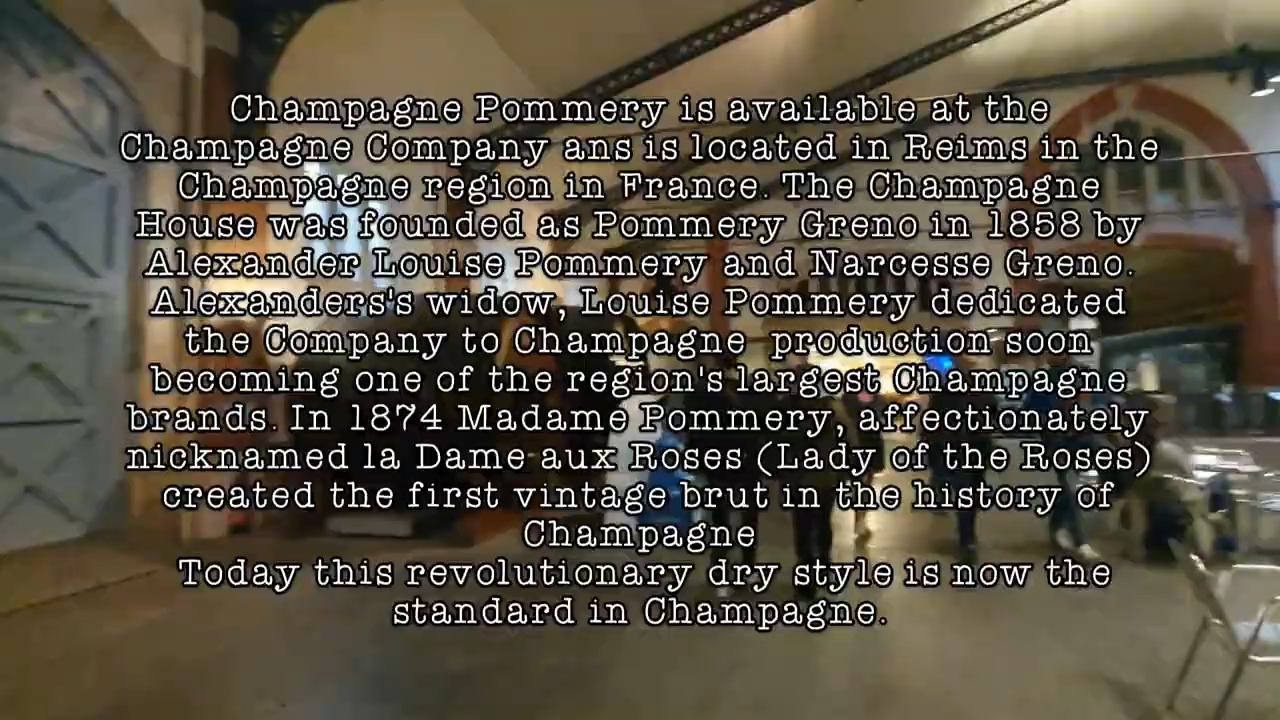 Champagne Pommery is available at the
Champagne Company ans is located in Reims in the
Champagne region in France. The Champagne
House was founded as Pommery Greno in 1858 by
Alexander Louise Pommery and Narcesse Greno.
Alexanders's widow, Louise Pommery dedicated
the Company to Champagne  production soon
becoming one of the region's largest Champagne
brands. In 1874 Madame Pommery, affectionately
nicknamed la Dame aux Roses (Lady of the Roses)
created the first vintage brut in the history of
Champagne
Today this revolutionary dry style is now the
standard in Champagne.